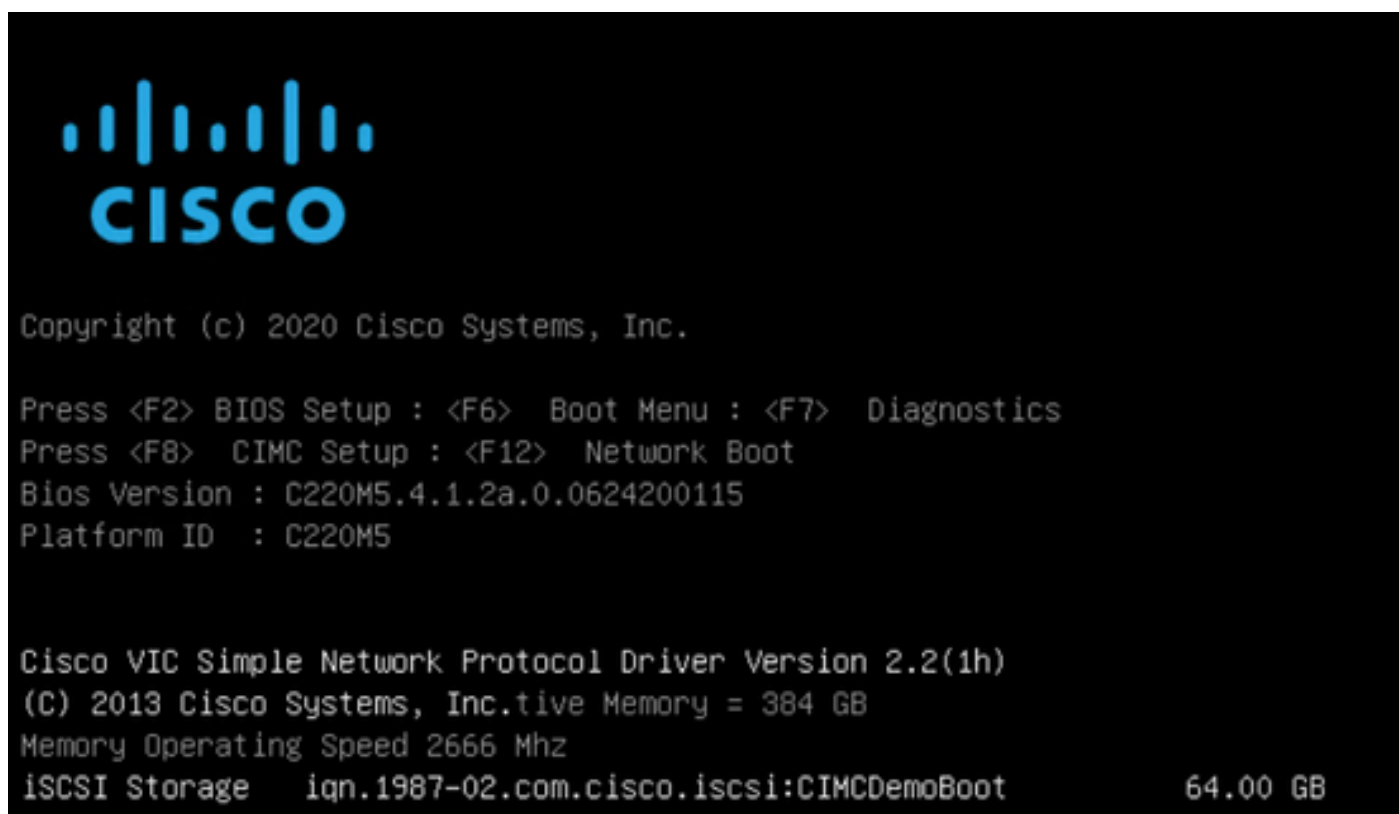 CISCO
Copyright (c) 2020 Cisco Systems, Inc.
Press <F2> BIOS Setup : <F6>  Boot Menu : <F7>  Diagnostics
Press <F8>  CIMC Setup : <F12>  Network Boot
Bios Version : C220M5.4.1.2a.0.0624200115
Platform ID  : C220M5
Cisco VIC Simple Network Protocol Driver Version 2.2(1h)
(C) 2013 Cisco Systems, Inc.tive Memory = 384 GB
Memory Operating Speed 2666 Mhz
iSCSI Storage   iqn.1987-02.com.cisco.iscsi:CIMCDemoBoot          64.00 GB